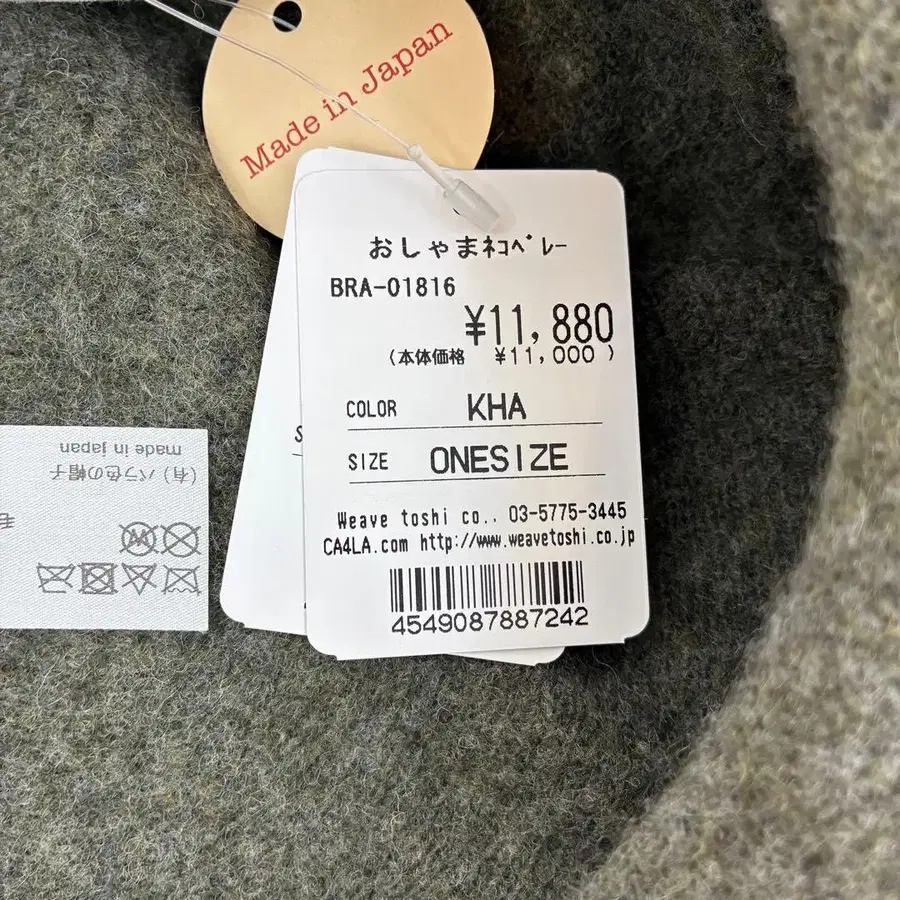 Made in Japan
おしゃまﾈｺﾍﾞﾚｰ
BRA-01816
¥11,880
(本体価格 ¥11,000 )
COLOR KHA
SIZE ONESIZE
Weave toshi co., 03-5775-3445
CA4LA.com http://www.weavetoshi.co.jp
4549087887242
S
毛
(有)バラ色の帽子
made in japan